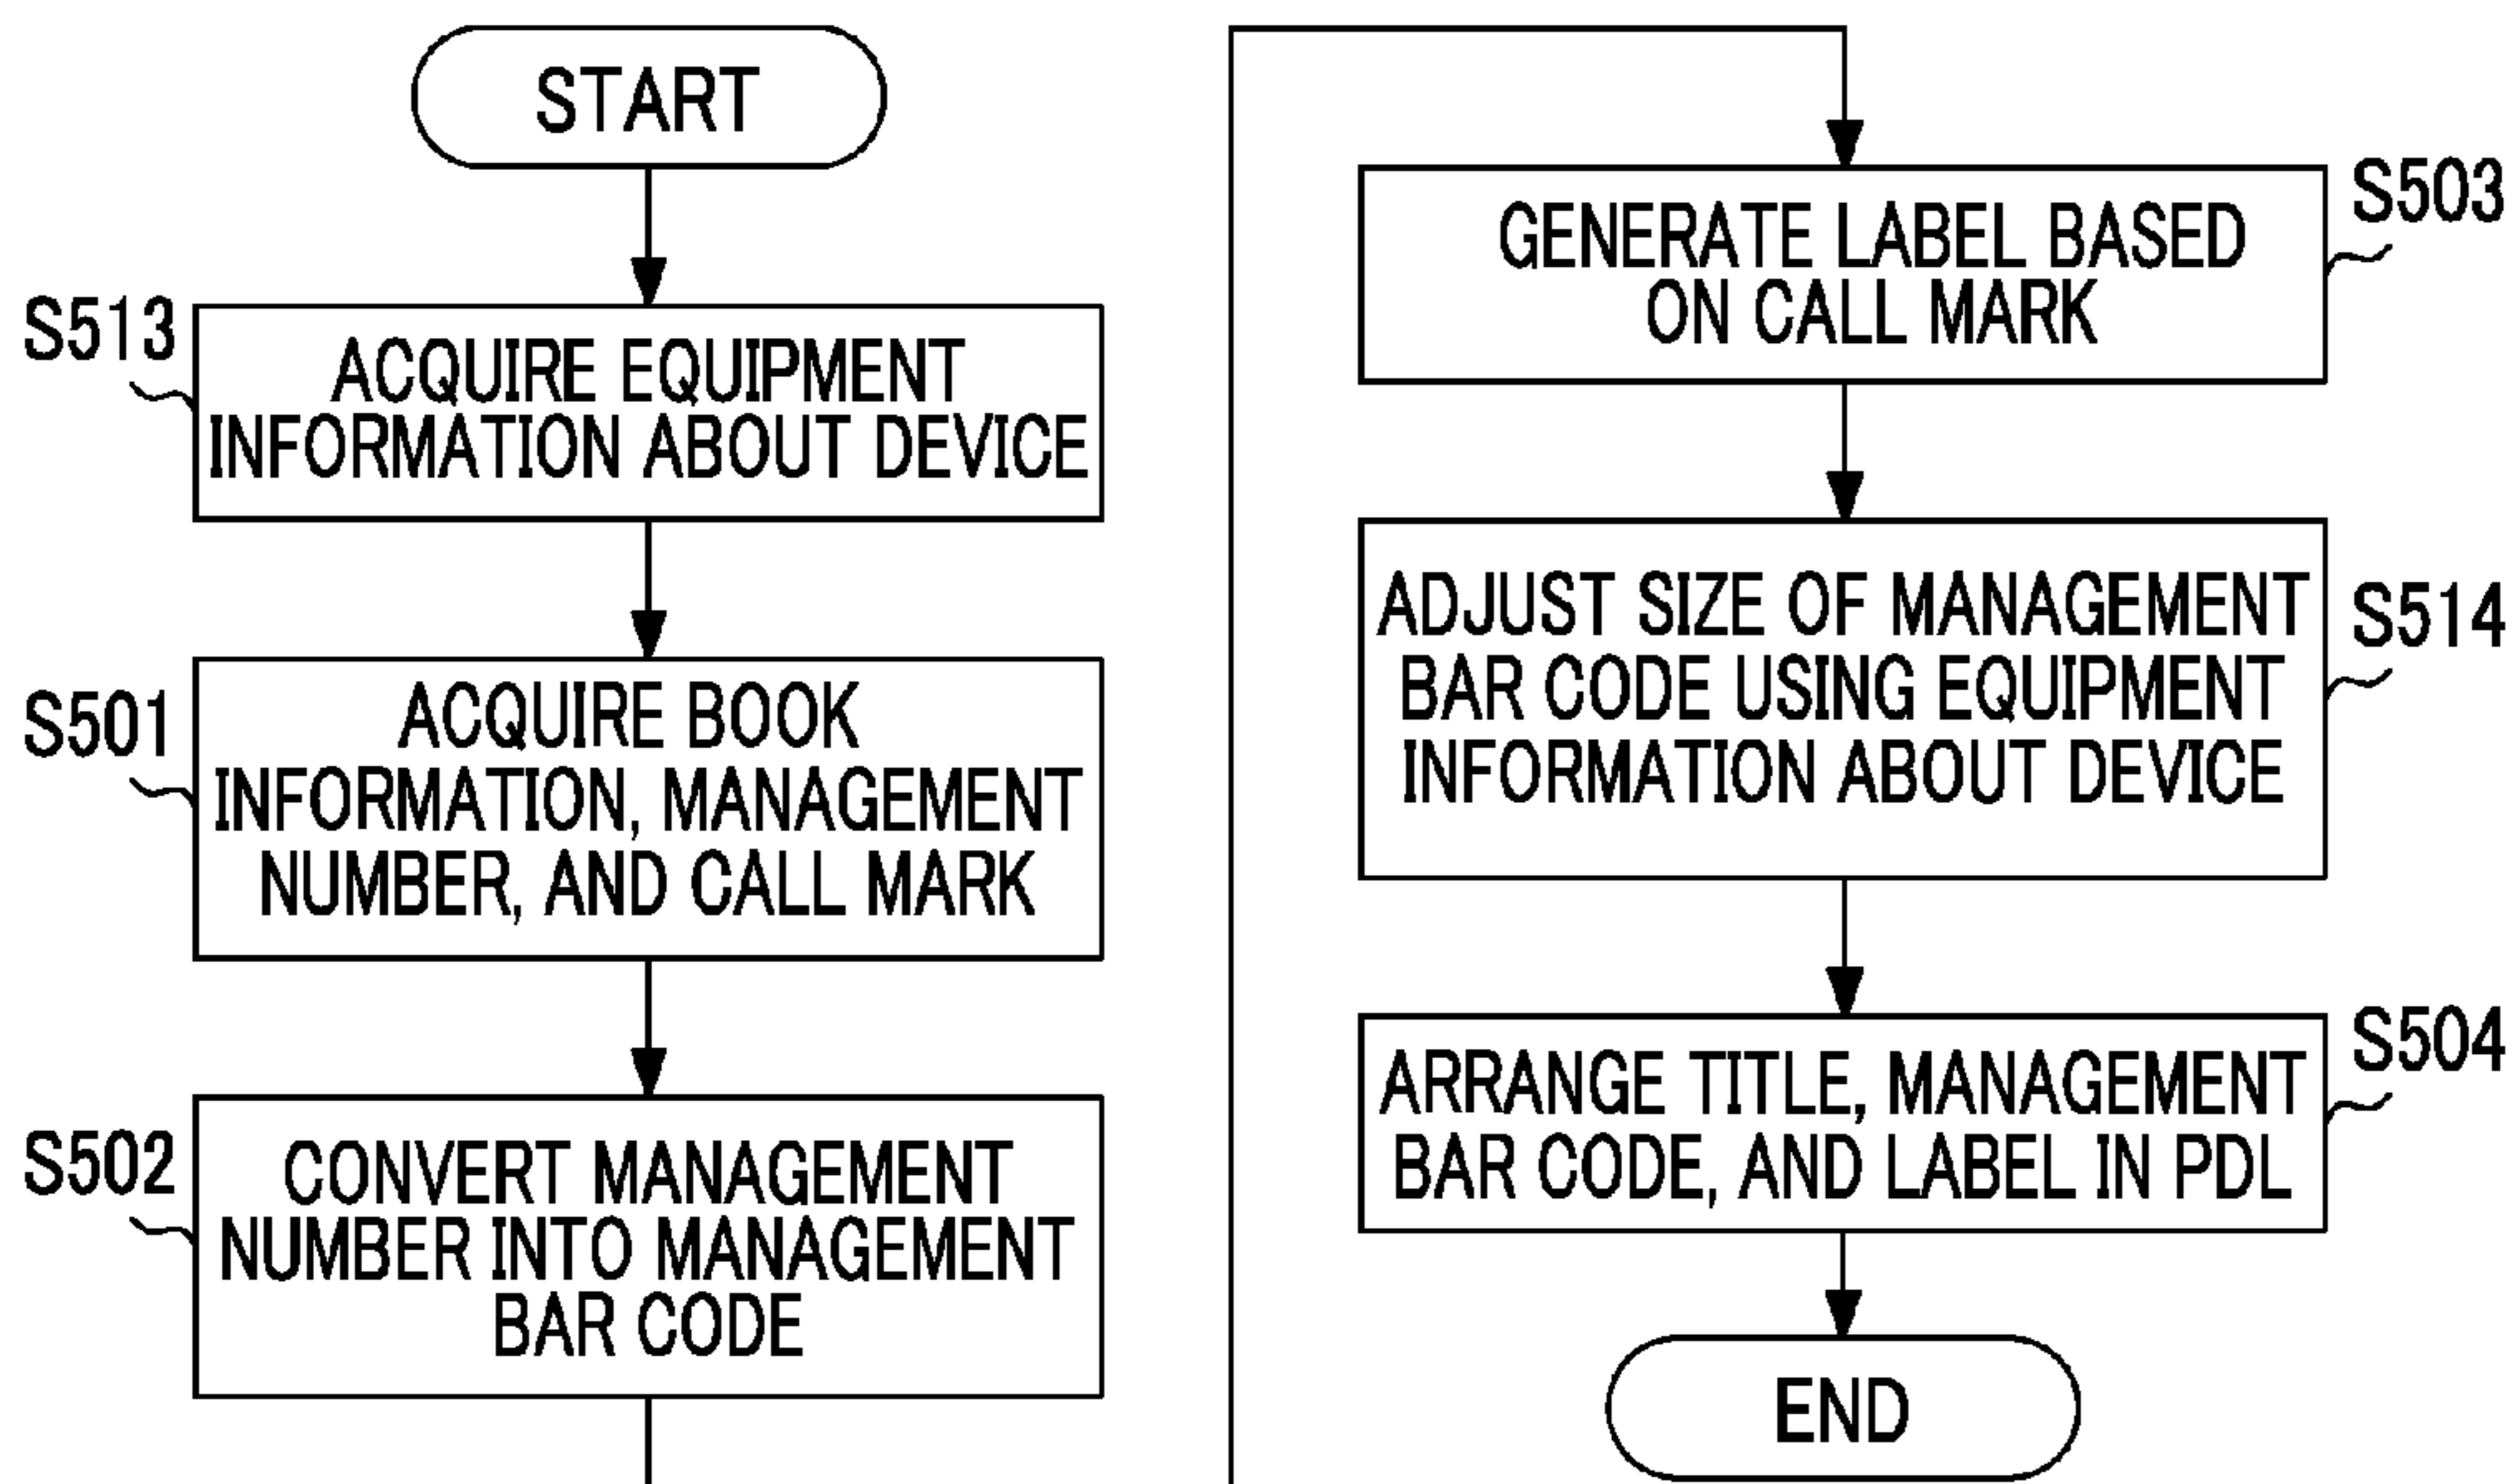 START
S513
ACQUIRE EQUIPMENT
INFORMATION ABOUT DEVICE
S501
ACQUIRE BOOK
INFORMATION, MANAGEMENT
NUMBER, AND CALL MARK
S502
CONVERT MANAGEMENT
NUMBER INTO MANAGEMENT
BAR CODE
S503
GENERATE LABEL BASED
ON CALL MARK
S514
ADJUST SIZE OF MANAGEMENT
BAR CODE USING EQUIPMENT
INFORMATION ABOUT DEVICE
S504
ARRANGE TITLE, MANAGEMENT
BAR CODE, AND LABEL IN PDL
END